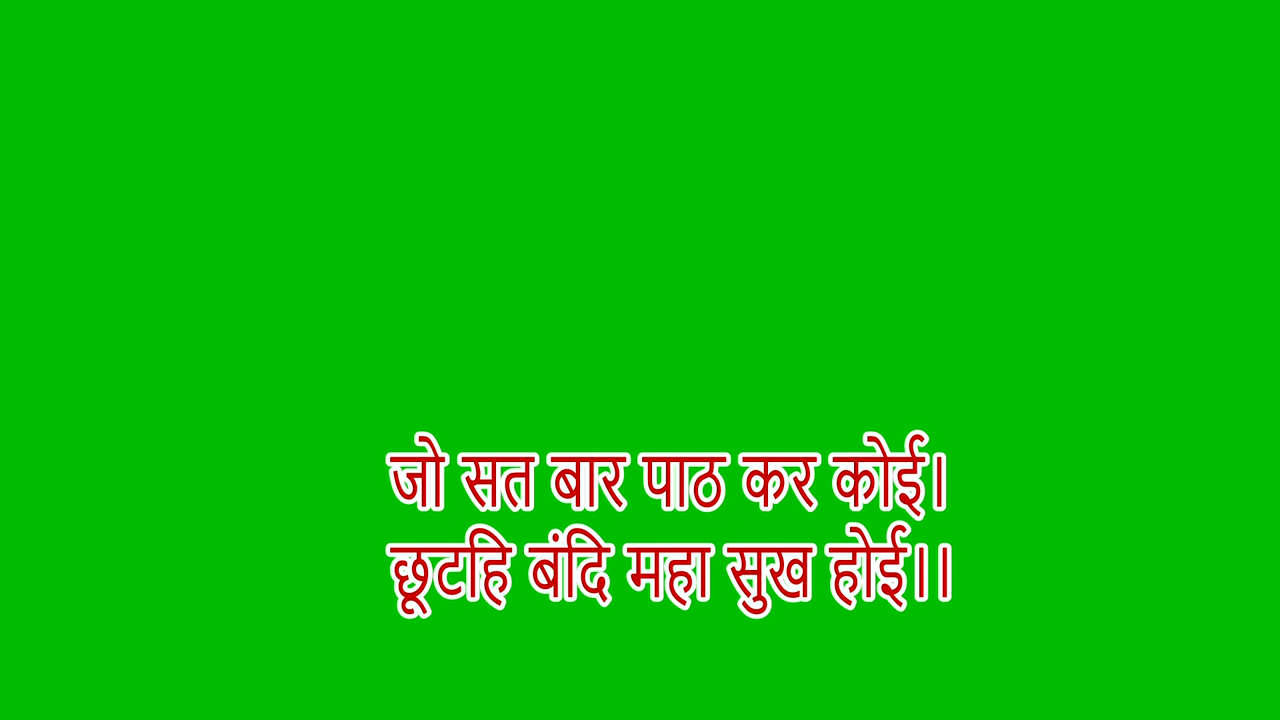 जो सत बार पाठ कर कोई।
छूटहि बंदि महा सुख होई।।